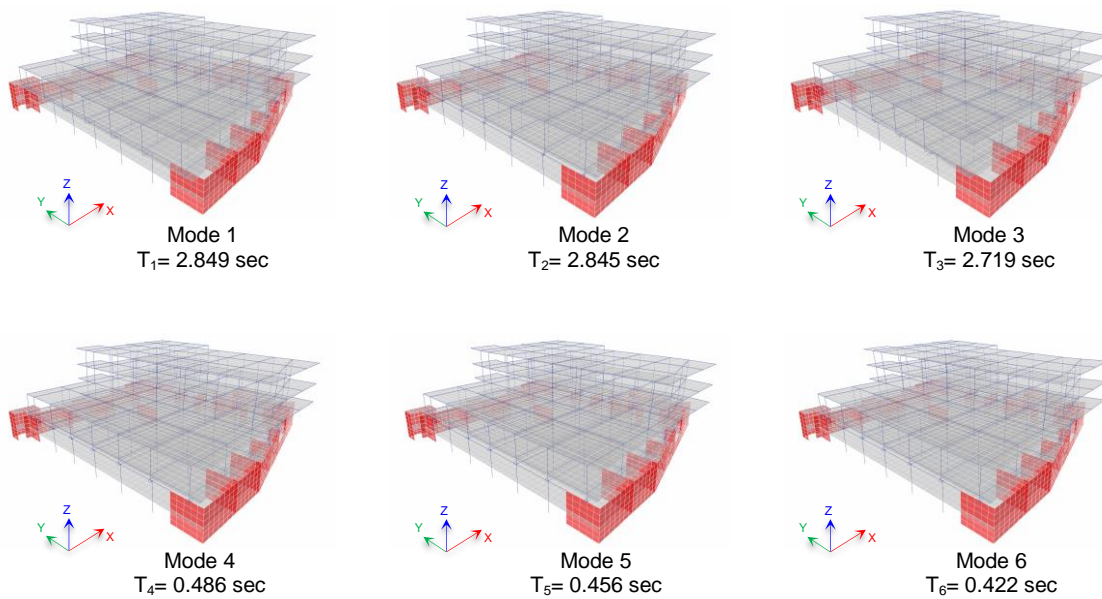 Z
Y
X
Mode 1
T₁= 2.849 sec
Z
Y
X
Mode 2
T₂= 2.845 sec
Z
Y
X
Mode 3
T₃= 2.719 sec
Z
Y
X
Mode 4
T₄= 0.486 sec
Z
Y
X
Mode 5
T₅= 0.456 sec
Z
Y
X
Mode 6
T₆= 0.422 sec